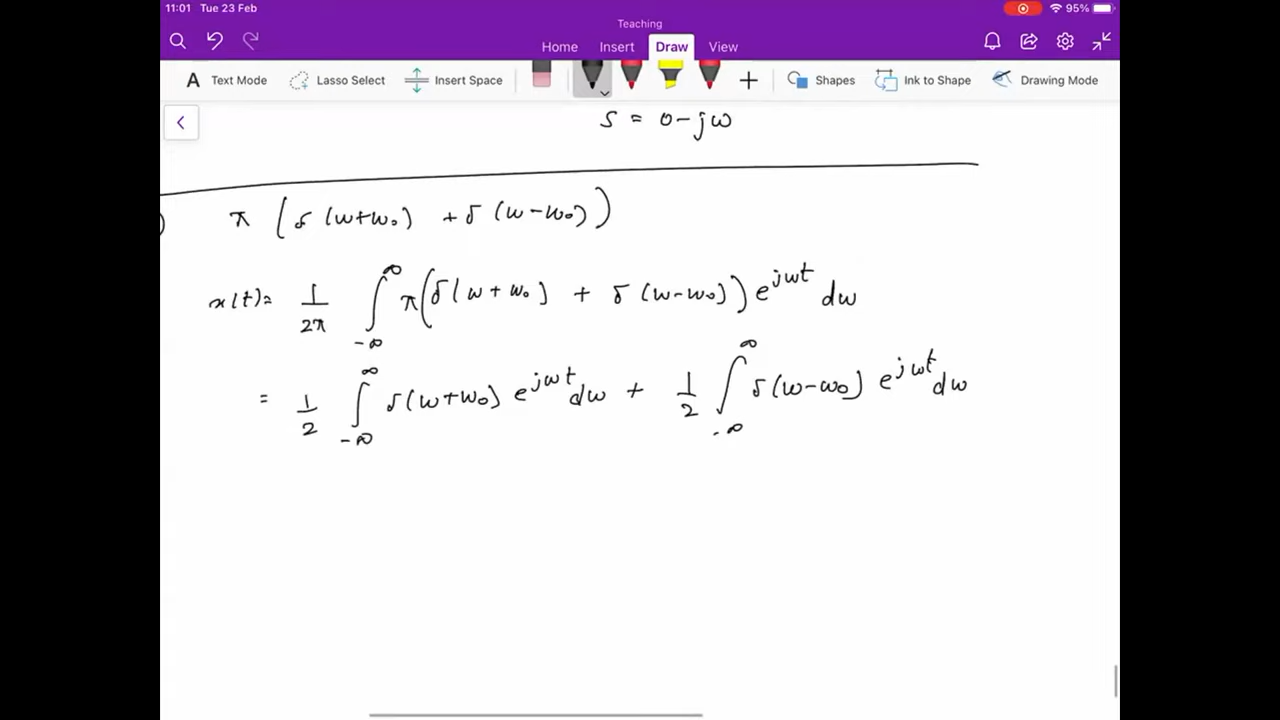 11:01 Tue 23 Feb
95%
Teaching
Home Insert Draw View
A Text Mode Lasso Select Insert Space + Shapes Ink to Shape Drawing Mode
s = 0 - jω
) π (δ(ω+ω₀) + δ(ω-ω₀))
x(t) = 1/2π ∫_{-∞}^{∞} π(δ(ω+ω₀) + δ(ω-ω₀)) e^{jωt} dω
= 1/2 ∫_{-∞}^{∞} δ(ω+ω₀) e^{jωt} dω + 1/2 ∫_{-∞}^{∞} δ(ω-ω₀) e^{jωt} dω